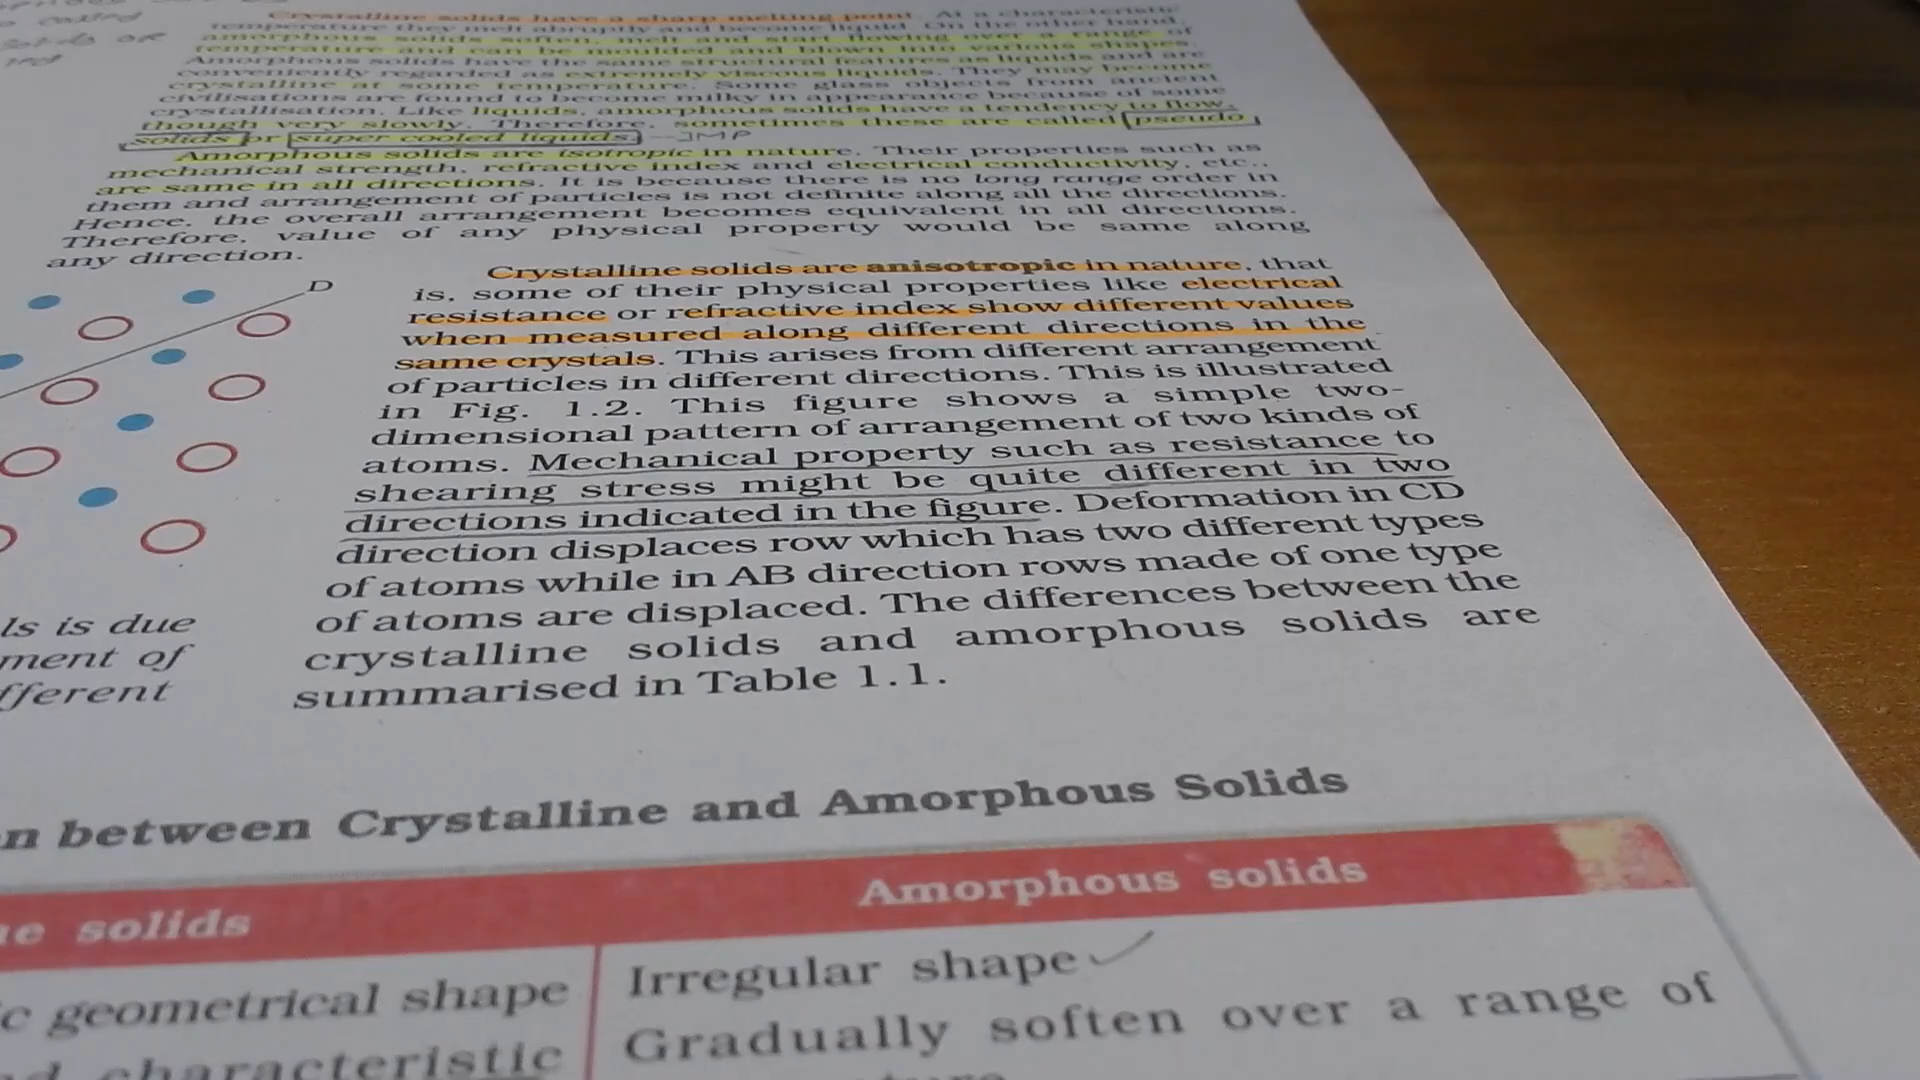 called
solids are
Crystalline solids have a sharp melting point. At a characteristic
temperature they melt abruptly and become liquid. On the other hand,
amorphous solids soften, melt and start flowing over a range of
temperature and can be moulded and blown into various shapes.
Amorphous solids have the same structural features as liquids and are
conveniently regarded as extremely viscous liquids. They may become
crystalline at some temperature. Some glass objects from ancient
civilisations are found to become milky in appearance because of some
crystallisation. Like liquids, amorphous solids have a tendency to flow,
though very slowly. Therefore, sometimes these are called pseudo
solids or super cooled liquids. — IMP
Amorphous solids are isotropic in nature. Their properties such as
mechanical strength, refractive index and electrical conductivity, etc.,
are same in all directions. It is because there is no long range order in
them and arrangement of particles is not definite along all the directions.
Hence, the overall arrangement becomes equivalent in all directions.
Therefore, value of any physical property would be same along
any direction.
D
Crystalline solids are anisotropic in nature, that
is, some of their physical properties like electrical
resistance or refractive index show different values
when measured along different directions in the
same crystals. This arises from different arrangement
of particles in different directions. This is illustrated
in Fig. 1.2. This figure shows a simple two-
dimensional pattern of arrangement of two kinds of
atoms. Mechanical property such as resistance to
shearing stress might be quite different in two
directions indicated in the figure. Deformation in CD
direction displaces row which has two different types
of atoms while in AB direction rows made of one type
of atoms are displaced. The differences between the
crystalline solids and amorphous solids are
summarised in Table 1.1.
ls is due
ment of
fferent
n between Crystalline and Amorphous Solids
ne solids
Amorphous solids
c geometrical shape
Irregular shape
d characteristic
Gradually soften over a range of